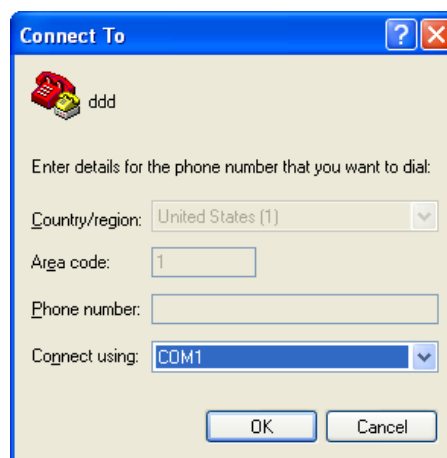 Connect To
ddd
Enter details for the phone number that you want to dial:
Country/region: United States (1)
Area code: 1
Phone number:
Connect using: COM1
OK Cancel